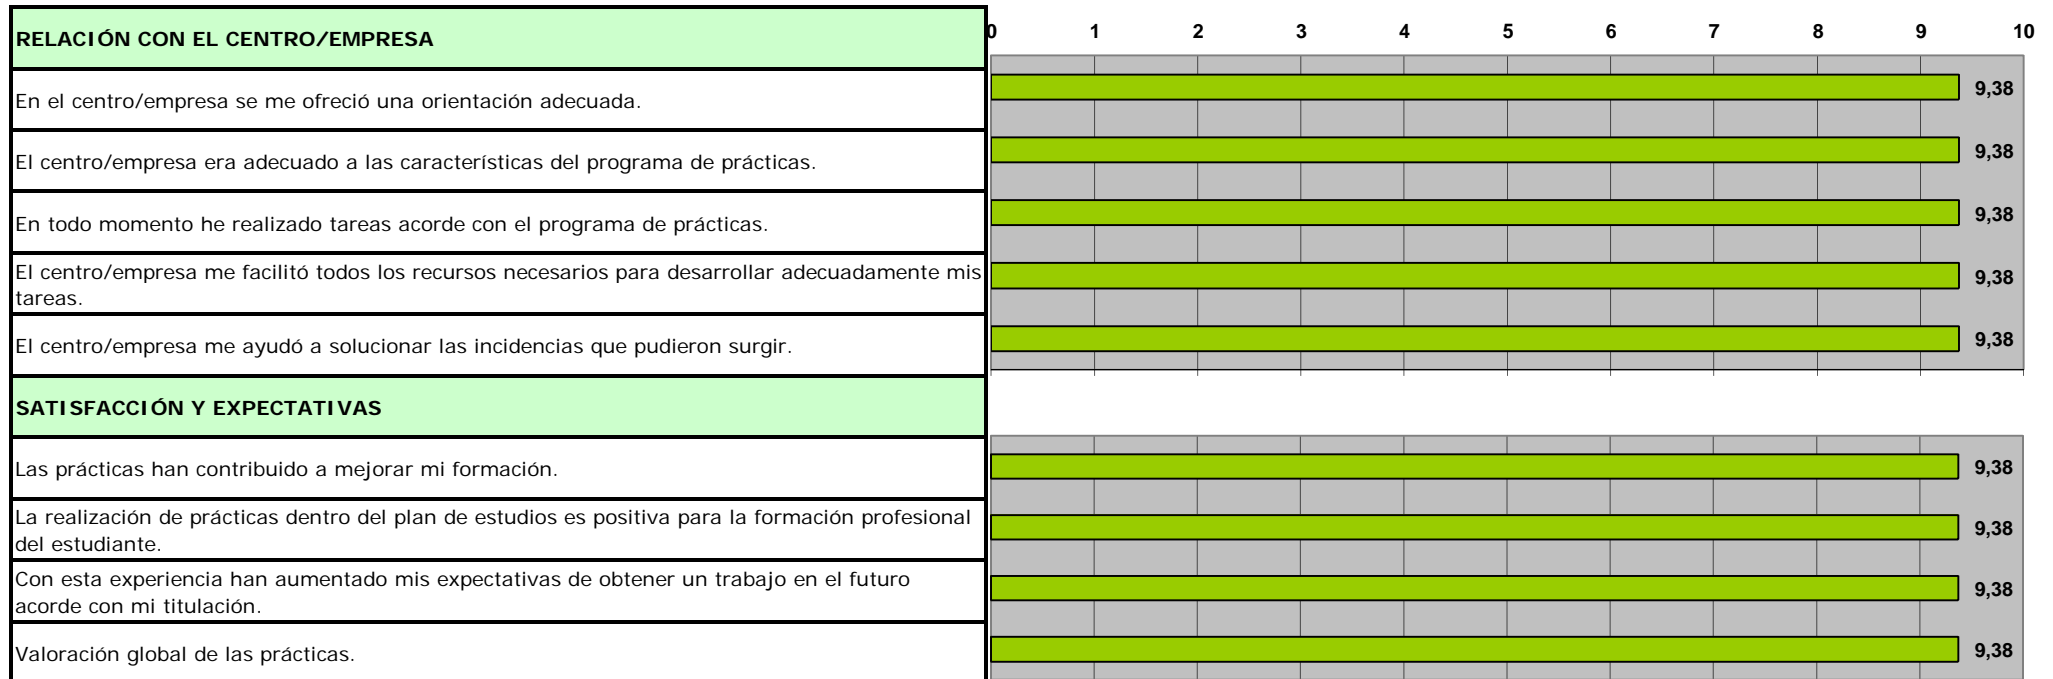 RELACIÓN CON EL CENTRO/EMPRESA
0 1 2 3 4 5 6 7 8 9 10
En el centro/empresa se me ofreció una orientación adecuada.
9,38
El centro/empresa era adecuado a las características del programa de prácticas.
9,38
En todo momento he realizado tareas acorde con el programa de prácticas.
9,38
El centro/empresa me facilitó todos los recursos necesarios para desarrollar adecuadamente mis
tareas.
9,38
El centro/empresa me ayudó a solucionar las incidencias que pudieron surgir.
9,38
SATISFACCIÓN Y EXPECTATIVAS
Las prácticas han contribuido a mejorar mi formación.
9,38
La realización de prácticas dentro del plan de estudios es positiva para la formación profesional
del estudiante.
9,38
Con esta experiencia han aumentado mis expectativas de obtener un trabajo en el futuro
acorde con mi titulación.
9,38
Valoración global de las prácticas.
9,38